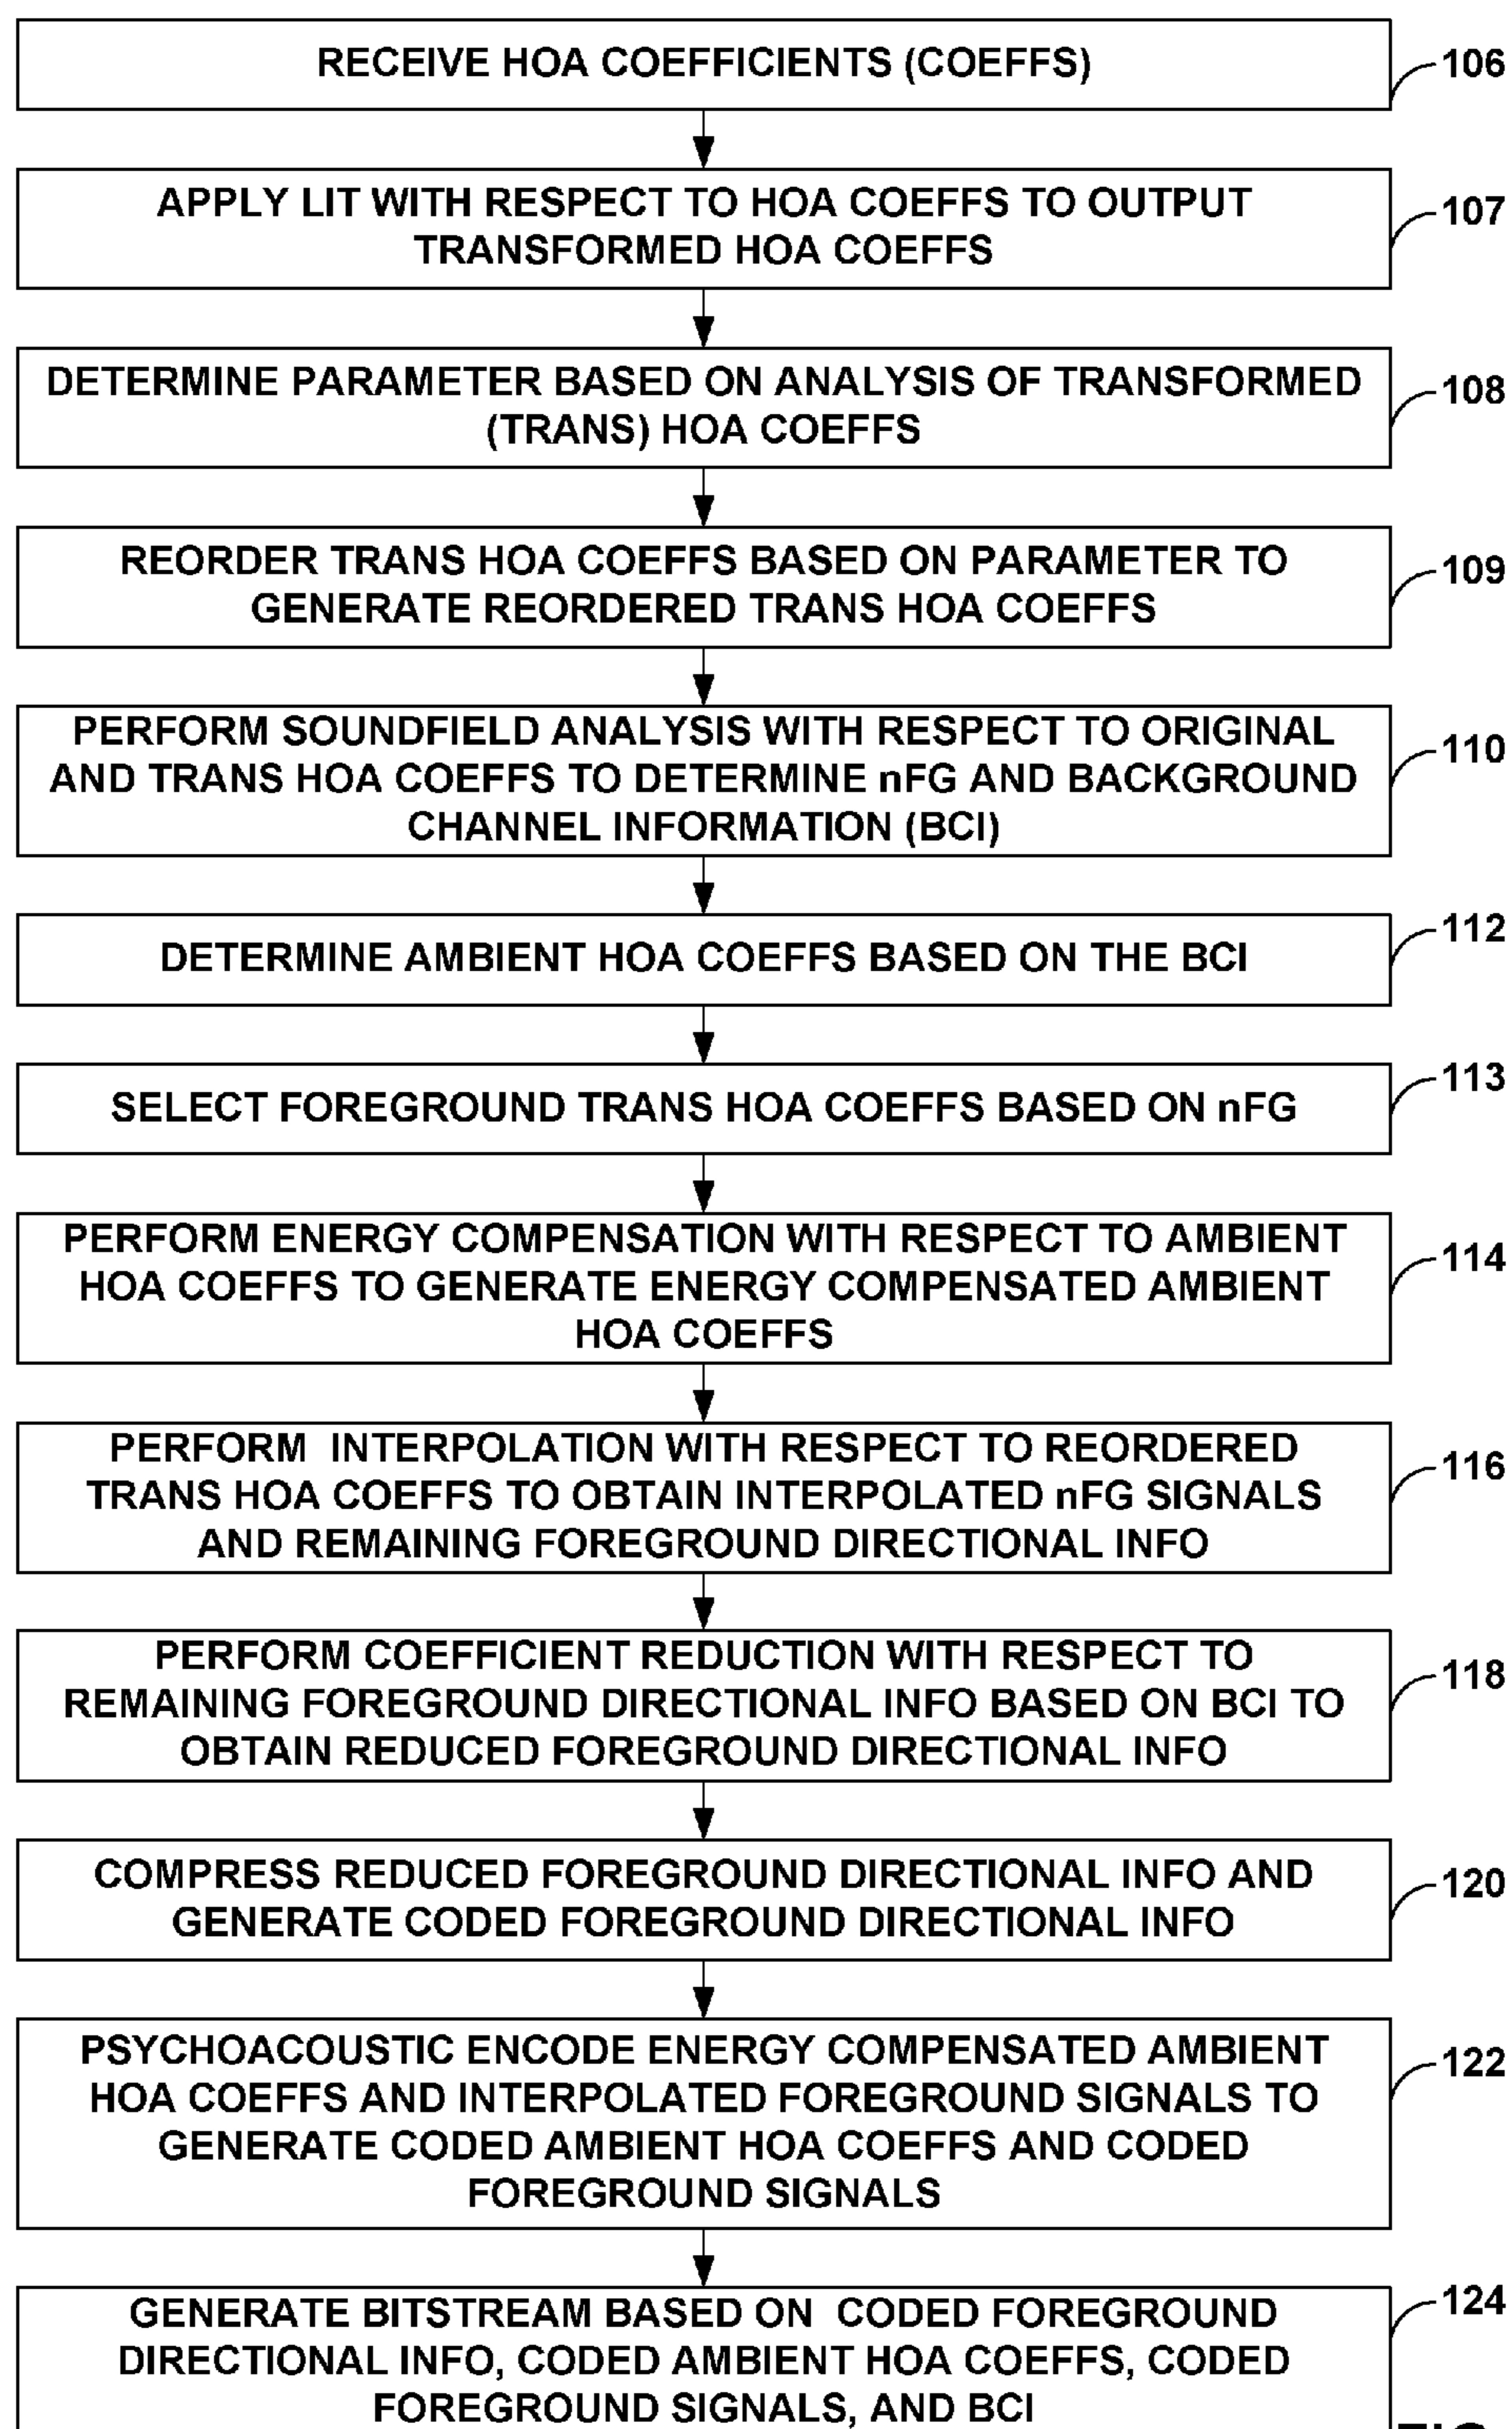 RECEIVE HOA COEFFICIENTS (COEFFS)
106
APPLY LIT WITH RESPECT TO HOA COEFFS TO OUTPUT
TRANSFORMED HOA COEFFS
107
DETERMINE PARAMETER BASED ON ANALYSIS OF TRANSFORMED
(TRANS) HOA COEFFS
108
REORDER TRANS HOA COEFFS BASED ON PARAMETER TO
GENERATE REORDERED TRANS HOA COEFFS
109
PERFORM SOUNDFIELD ANALYSIS WITH RESPECT TO ORIGINAL
AND TRANS HOA COEFFS TO DETERMINE nFG AND BACKGROUND
CHANNEL INFORMATION (BCI)
110
DETERMINE AMBIENT HOA COEFFS BASED ON THE BCI
112
SELECT FOREGROUND TRANS HOA COEFFS BASED ON nFG
113
PERFORM ENERGY COMPENSATION WITH RESPECT TO AMBIENT
HOA COEFFS TO GENERATE ENERGY COMPENSATED AMBIENT
HOA COEFFS
114
PERFORM INTERPOLATION WITH RESPECT TO REORDERED
TRANS HOA COEFFS TO OBTAIN INTERPOLATED nFG SIGNALS
AND REMAINING FOREGROUND DIRECTIONAL INFO
116
PERFORM COEFFICIENT REDUCTION WITH RESPECT TO
REMAINING FOREGROUND DIRECTIONAL INFO BASED ON BCI TO
OBTAIN REDUCED FOREGROUND DIRECTIONAL INFO
118
COMPRESS REDUCED FOREGROUND DIRECTIONAL INFO AND
GENERATE CODED FOREGROUND DIRECTIONAL INFO
120
PSYCHOACOUSTIC ENCODE ENERGY COMPENSATED AMBIENT
HOA COEFFS AND INTERPOLATED FOREGROUND SIGNALS TO
GENERATE CODED AMBIENT HOA COEFFS AND CODED
FOREGROUND SIGNALS
122
GENERATE BITSTREAM BASED ON CODED FOREGROUND
DIRECTIONAL INFO, CODED AMBIENT HOA COEFFS, CODED
FOREGROUND SIGNALS, AND BCI
124